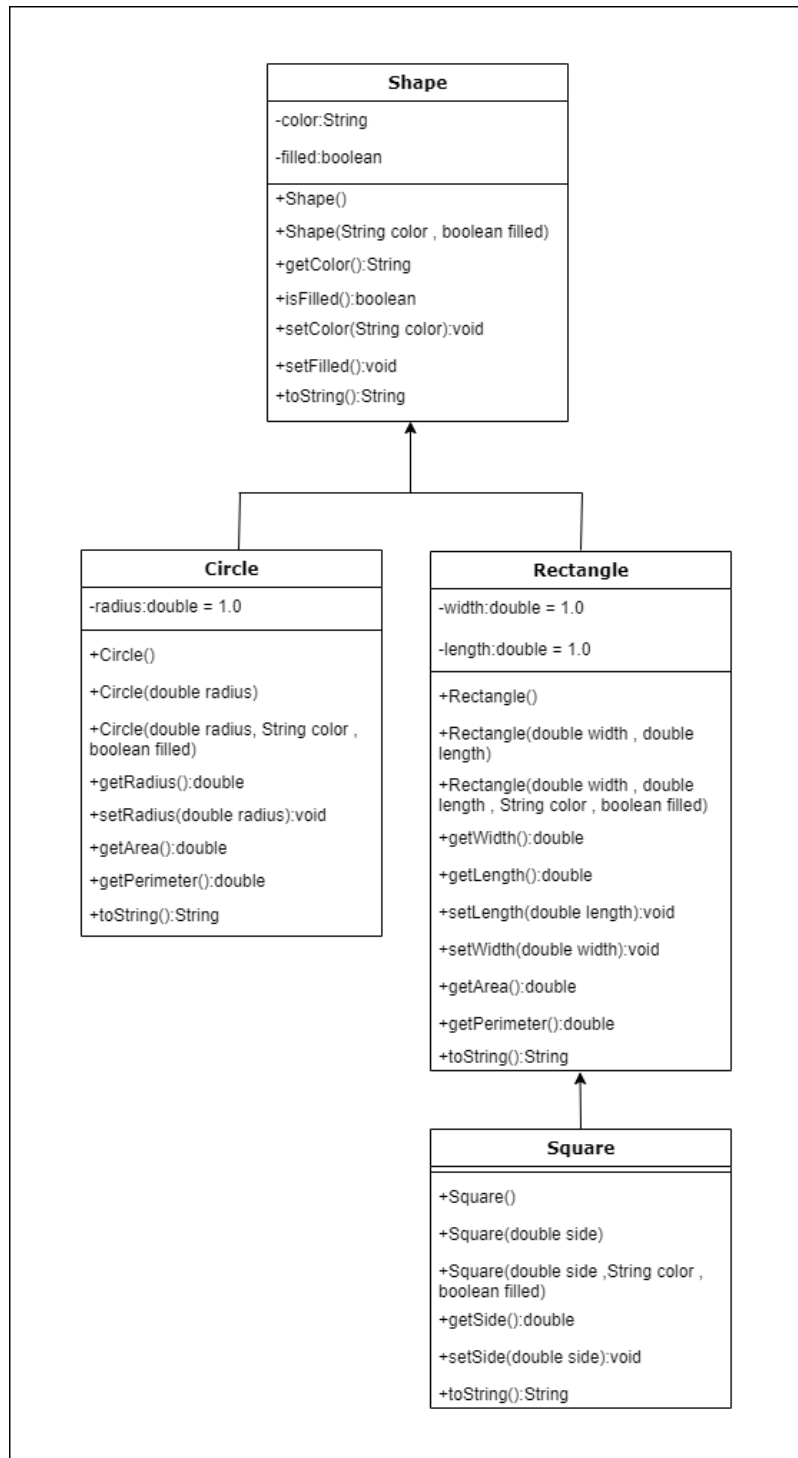 Shape
-color:String
-filled:boolean
+Shape()
+Shape(String color , boolean filled)
+getColor():String
+isFilled():boolean
+setColor(String color):void
+setFilled():void
+toString():String
Circle
-radius:double = 1.0
+Circle()
+Circle(double radius)
+Circle(double radius, String color ,
boolean filled)
+getRadius():double
+setRadius(double radius):void
+getArea():double
+getPerimeter():double
+toString():String
Rectangle
-width:double = 1.0
-length:double = 1.0
+Rectangle()
+Rectangle(double width , double
length)
+Rectangle(double width , double
length , String color , boolean filled)
+getWidth():double
+getLength():double
+setLength(double length):void
+setWidth(double width):void
+getArea():double
+getPerimeter():double
+toString():String
Square
+Square()
+Square(double side)
+Square(double side ,String color ,
boolean filled)
+getSide():double
+setSide(double side):void
+toString():String